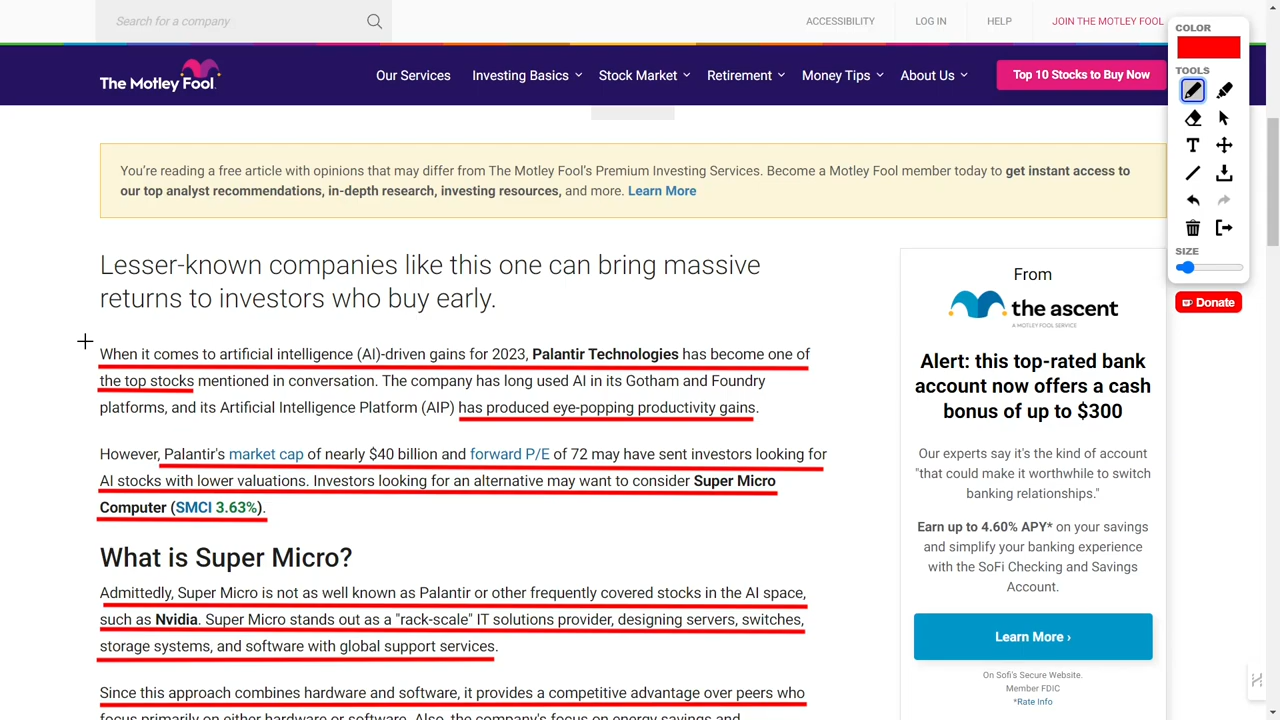 Search for a company
ACCESSIBILITY
LOG IN
HELP
JOIN THE MOTLEY FOOL
The Motley Fool
Our Services
Investing Basics
Stock Market
Retirement
Money Tips
About Us
Top 10 Stocks to Buy Now
COLOR
TOOLS
T
SIZE
Donate
You're reading a free article with opinions that may differ from The Motley Fool's Premium Investing Services. Become a Motley Fool member today to get instant access to
our top analyst recommendations, in-depth research, investing resources, and more. Learn More
Lesser-known companies like this one can bring massive
returns to investors who buy early.
When it comes to artificial intelligence (AI)-driven gains for 2023, Palantir Technologies has become one of
the top stocks mentioned in conversation. The company has long used AI in its Gotham and Foundry
platforms, and its Artificial Intelligence Platform (AIP) has produced eye-popping productivity gains.
However, Palantir's market cap of nearly $40 billion and forward P/E of 72 may have sent investors looking for
AI stocks with lower valuations. Investors looking for an alternative may want to consider Super Micro
Computer (SMCI 3.63%).
What is Super Micro?
Admittedly, Super Micro is not as well known as Palantir or other frequently covered stocks in the AI space,
such as Nvidia. Super Micro stands out as a "rack-scale" IT solutions provider, designing servers, switches,
storage systems, and software with global support services.
Since this approach combines hardware and software, it provides a competitive advantage over peers who
focus primarily on either hardware or software. Also, the company's focus on energy savings and
From
the ascent
A MOTLEY FOOL SERVICE
Alert: this top-rated bank
account now offers a cash
bonus of up to $300
Our experts say it's the kind of account
"that could make it worthwhile to switch
banking relationships."
Earn up to 4.60% APY* on your savings
and simplify your banking experience
with the SoFi Checking and Savings
Account.
Learn More ›
On Sofi's Secure Website.
Member FDIC
*Rate Info